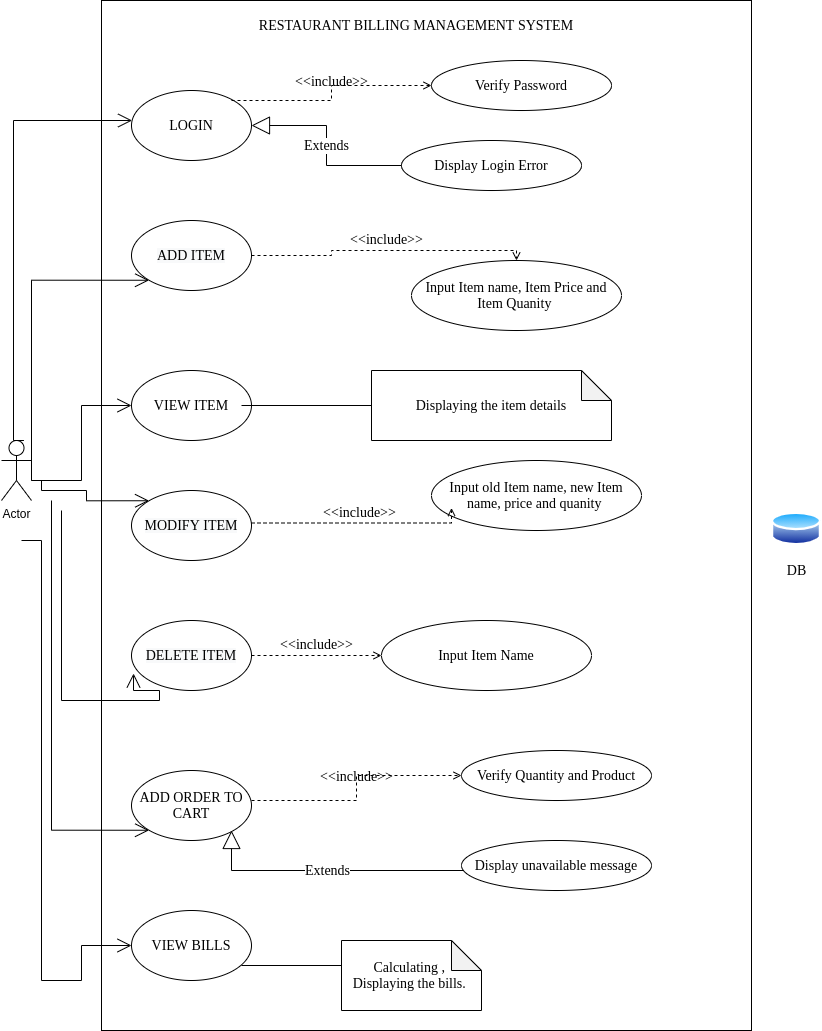 RESTAURANT BILLING MANAGEMENT SYSTEM
<<include>>
Verify Password
LOGIN
Extends
Display Login Error
<<include>>
ADD ITEM
Input Item name, Item Price and
Item Quanity
VIEW ITEM
Displaying the item details
Actor
Input old Item name, new Item
name, price and quanity
<<include>>
MODIFY ITEM
DB
<<include>>
DELETE ITEM
Input Item Name
<<include>>
Verify Quantity and Product
ADD ORDER TO
CART
Extends
Display unavailable message
VIEW BILLS
Calculating ,
Displaying the bills.